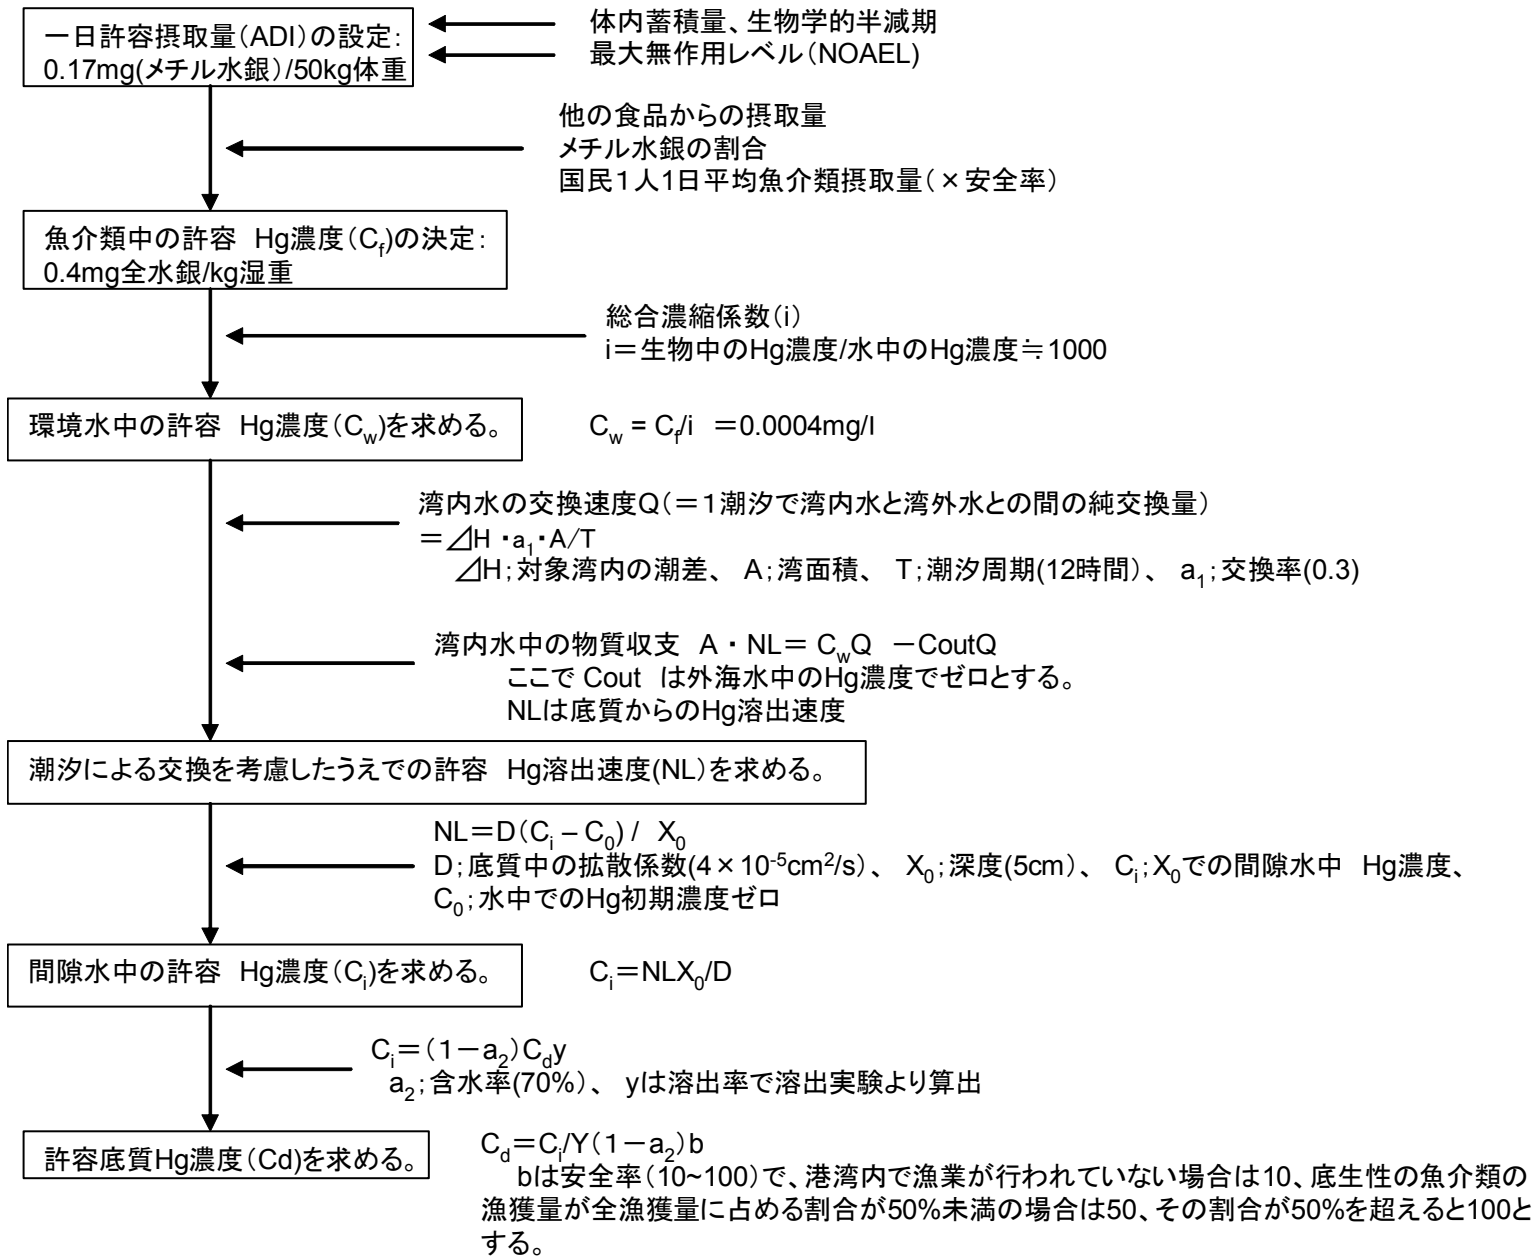 一日許容摂取量(ADI)の設定:
0.17mg(メチル水銀)/50kg体重
体内蓄積量、生物学的半減期
最大無作用レベル(NOAEL)
他の食品からの摂取量
メチル水銀の割合
国民1人1日平均魚介類摂取量(×安全率)
魚介類中の許容 Hg濃度(Cf)の決定:
0.4mg全水銀/kg湿重
総合濃縮係数(i)
i=生物中のHg濃度/水中のHg濃度≒1000
環境水中の許容 Hg濃度(Cw)を求める。
Cw = Cf/i =0.0004mg/l
湾内水の交換速度Q(=1潮汐で湾内水と湾外水との間の純交換量)
=⊿H・a1・A/T
⊿H;対象湾内の潮差、 A;湾面積、 T;潮汐周期(12時間)、 a1;交換率(0.3)
湾内水中の物質収支 A・NL= CwQ -CoutQ
ここで Cout は外海水中のHg濃度でゼロとする。
NLは底質からのHg溶出速度
潮汐による交換を考慮したうえでの許容 Hg溶出速度(NL)を求める。
NL=D(Ci – C0) / X0
D;底質中の拡散係数(4×10-5cm2/s)、 X0;深度(5cm)、 Ci;X0での間隙水中 Hg濃度、
C0;水中でのHg初期濃度ゼロ
間隙水中の許容 Hg濃度(Ci)を求める。
Ci=NLX0/D
Ci=(1-a2)Cdy
a2;含水率(70%)、 yは溶出率で溶出実験より算出
許容底質Hg濃度(Cd)を求める。
Cd=Ci/Y(1-a2)b
bは安全率(10~100)で、港湾内で漁業が行われていない場合は10、底生性の魚介類の
漁獲量が全漁獲量に占める割合が50%未満の場合は50、その割合が50%を超えると100と
する。